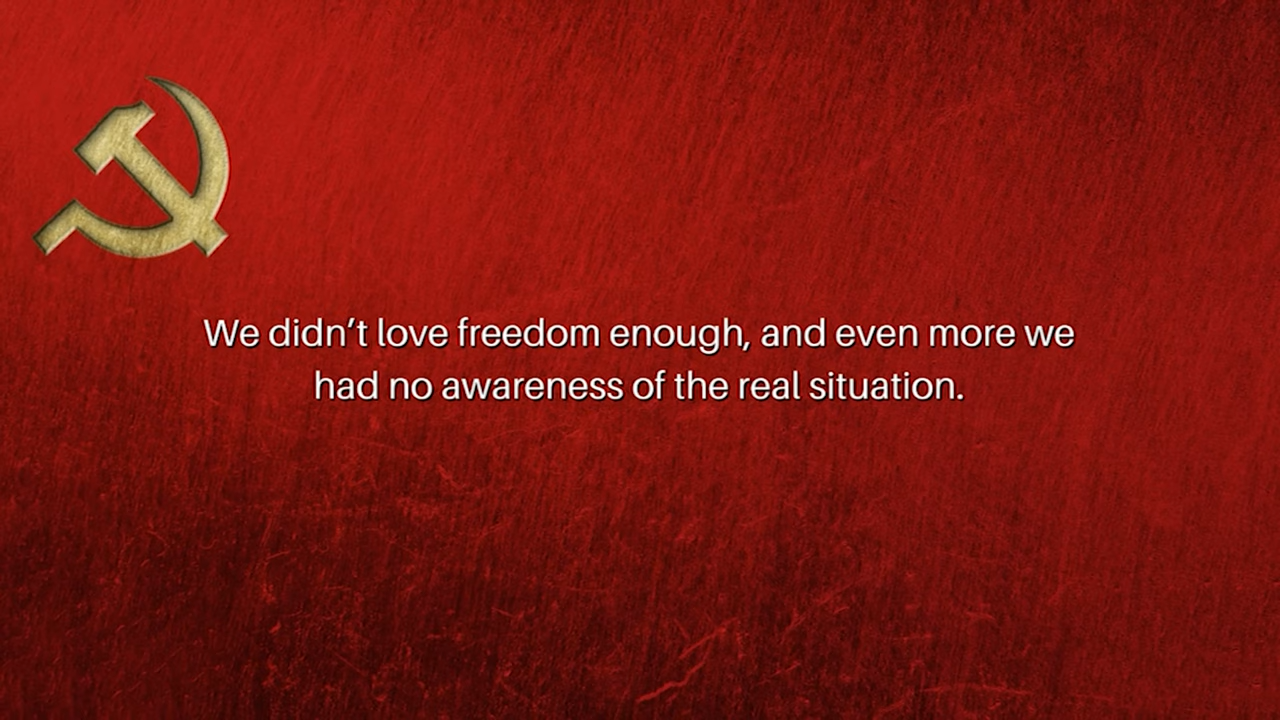 We didn’t love freedom enough, and even more we
had no awareness of the real situation.